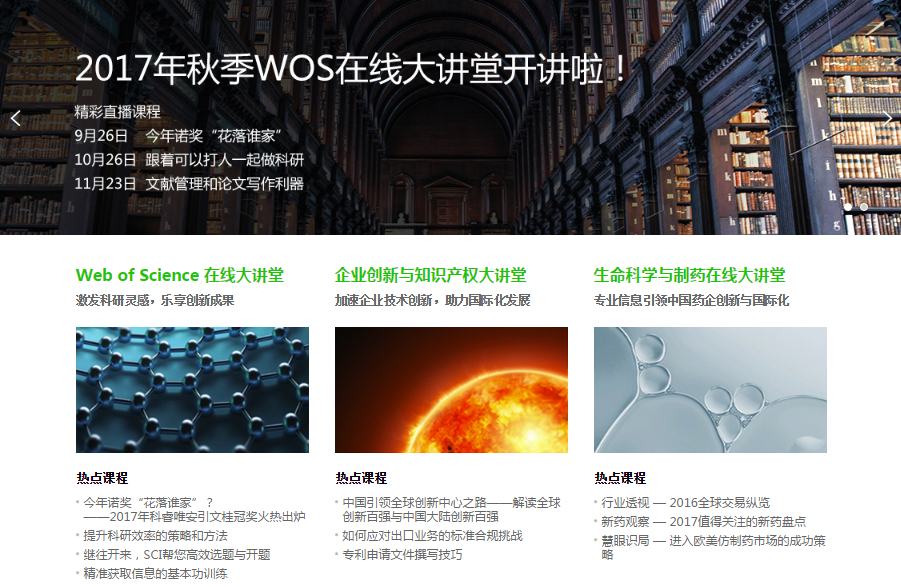 2017年秋季WOS在线大讲堂开讲啦！
精彩直播课程
9月26日 今年诺奖“花落谁家”
10月26日 跟着可以打人一起做科研
11月23日 文献管理和论文写作利器
Web of Science 在线大讲堂
激发科研灵感，乐享创新成果
热点课程
今年诺奖“花落谁家”？
——2017年科睿唯安引文桂冠奖火热出炉
提升科研效率的策略和方法
继往开来，SCI帮您高效选题与开题
精准获取信息的基本功训练
企业创新与知识产权大讲堂
加速企业技术创新，助力国际化发展
热点课程
中国引领全球创新中心之路——解读全球
创新百强与中国大陆创新百强
如何应对出口业务的标准合规挑战
专利申请文件撰写技巧
生命科学与制药在线大讲堂
专业信息引领中国药企创新与国际化
热点课程
行业透视 — 2016全球交易纵览
新药观察 — 2017值得关注的新药盘点
慧眼识局 — 进入欧美仿制药市场的成功策
略